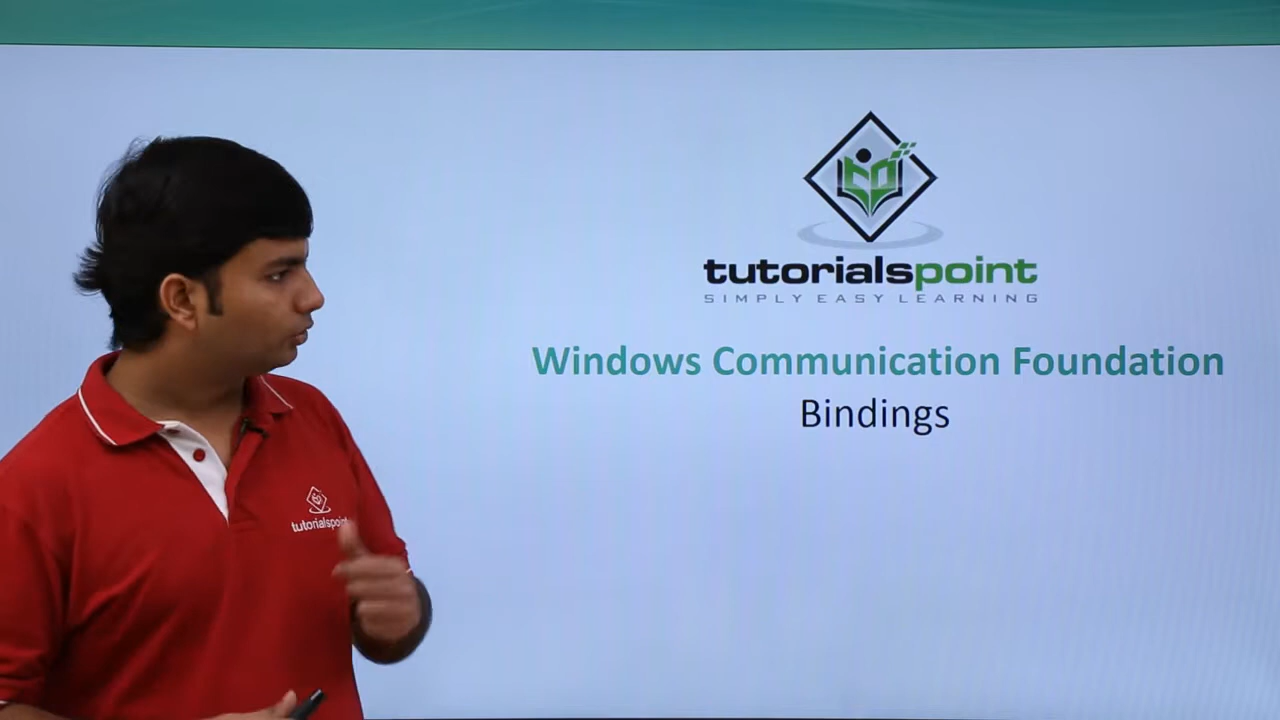 tutorialspoint
SIMPLY EASY LEARNING
Windows Communication Foundation
Bindings
tutorialspoint